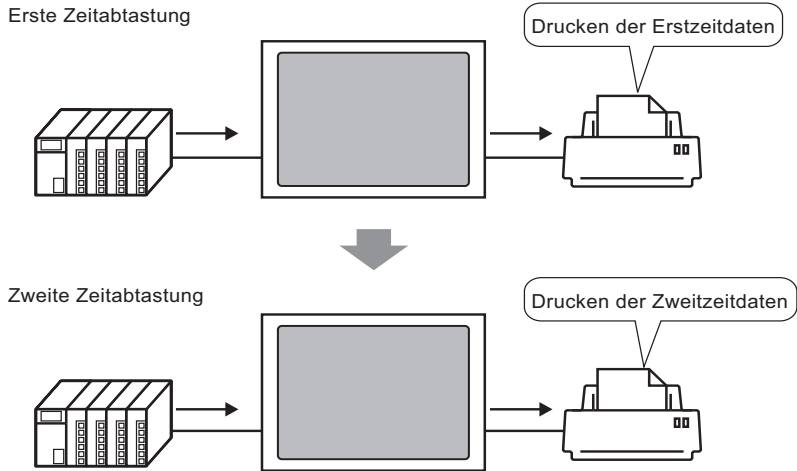 Erste Zeitabtastung
Drucken der Erstzeitdaten
Zweite Zeitabtastung
Drucken der Zweitzeitdaten